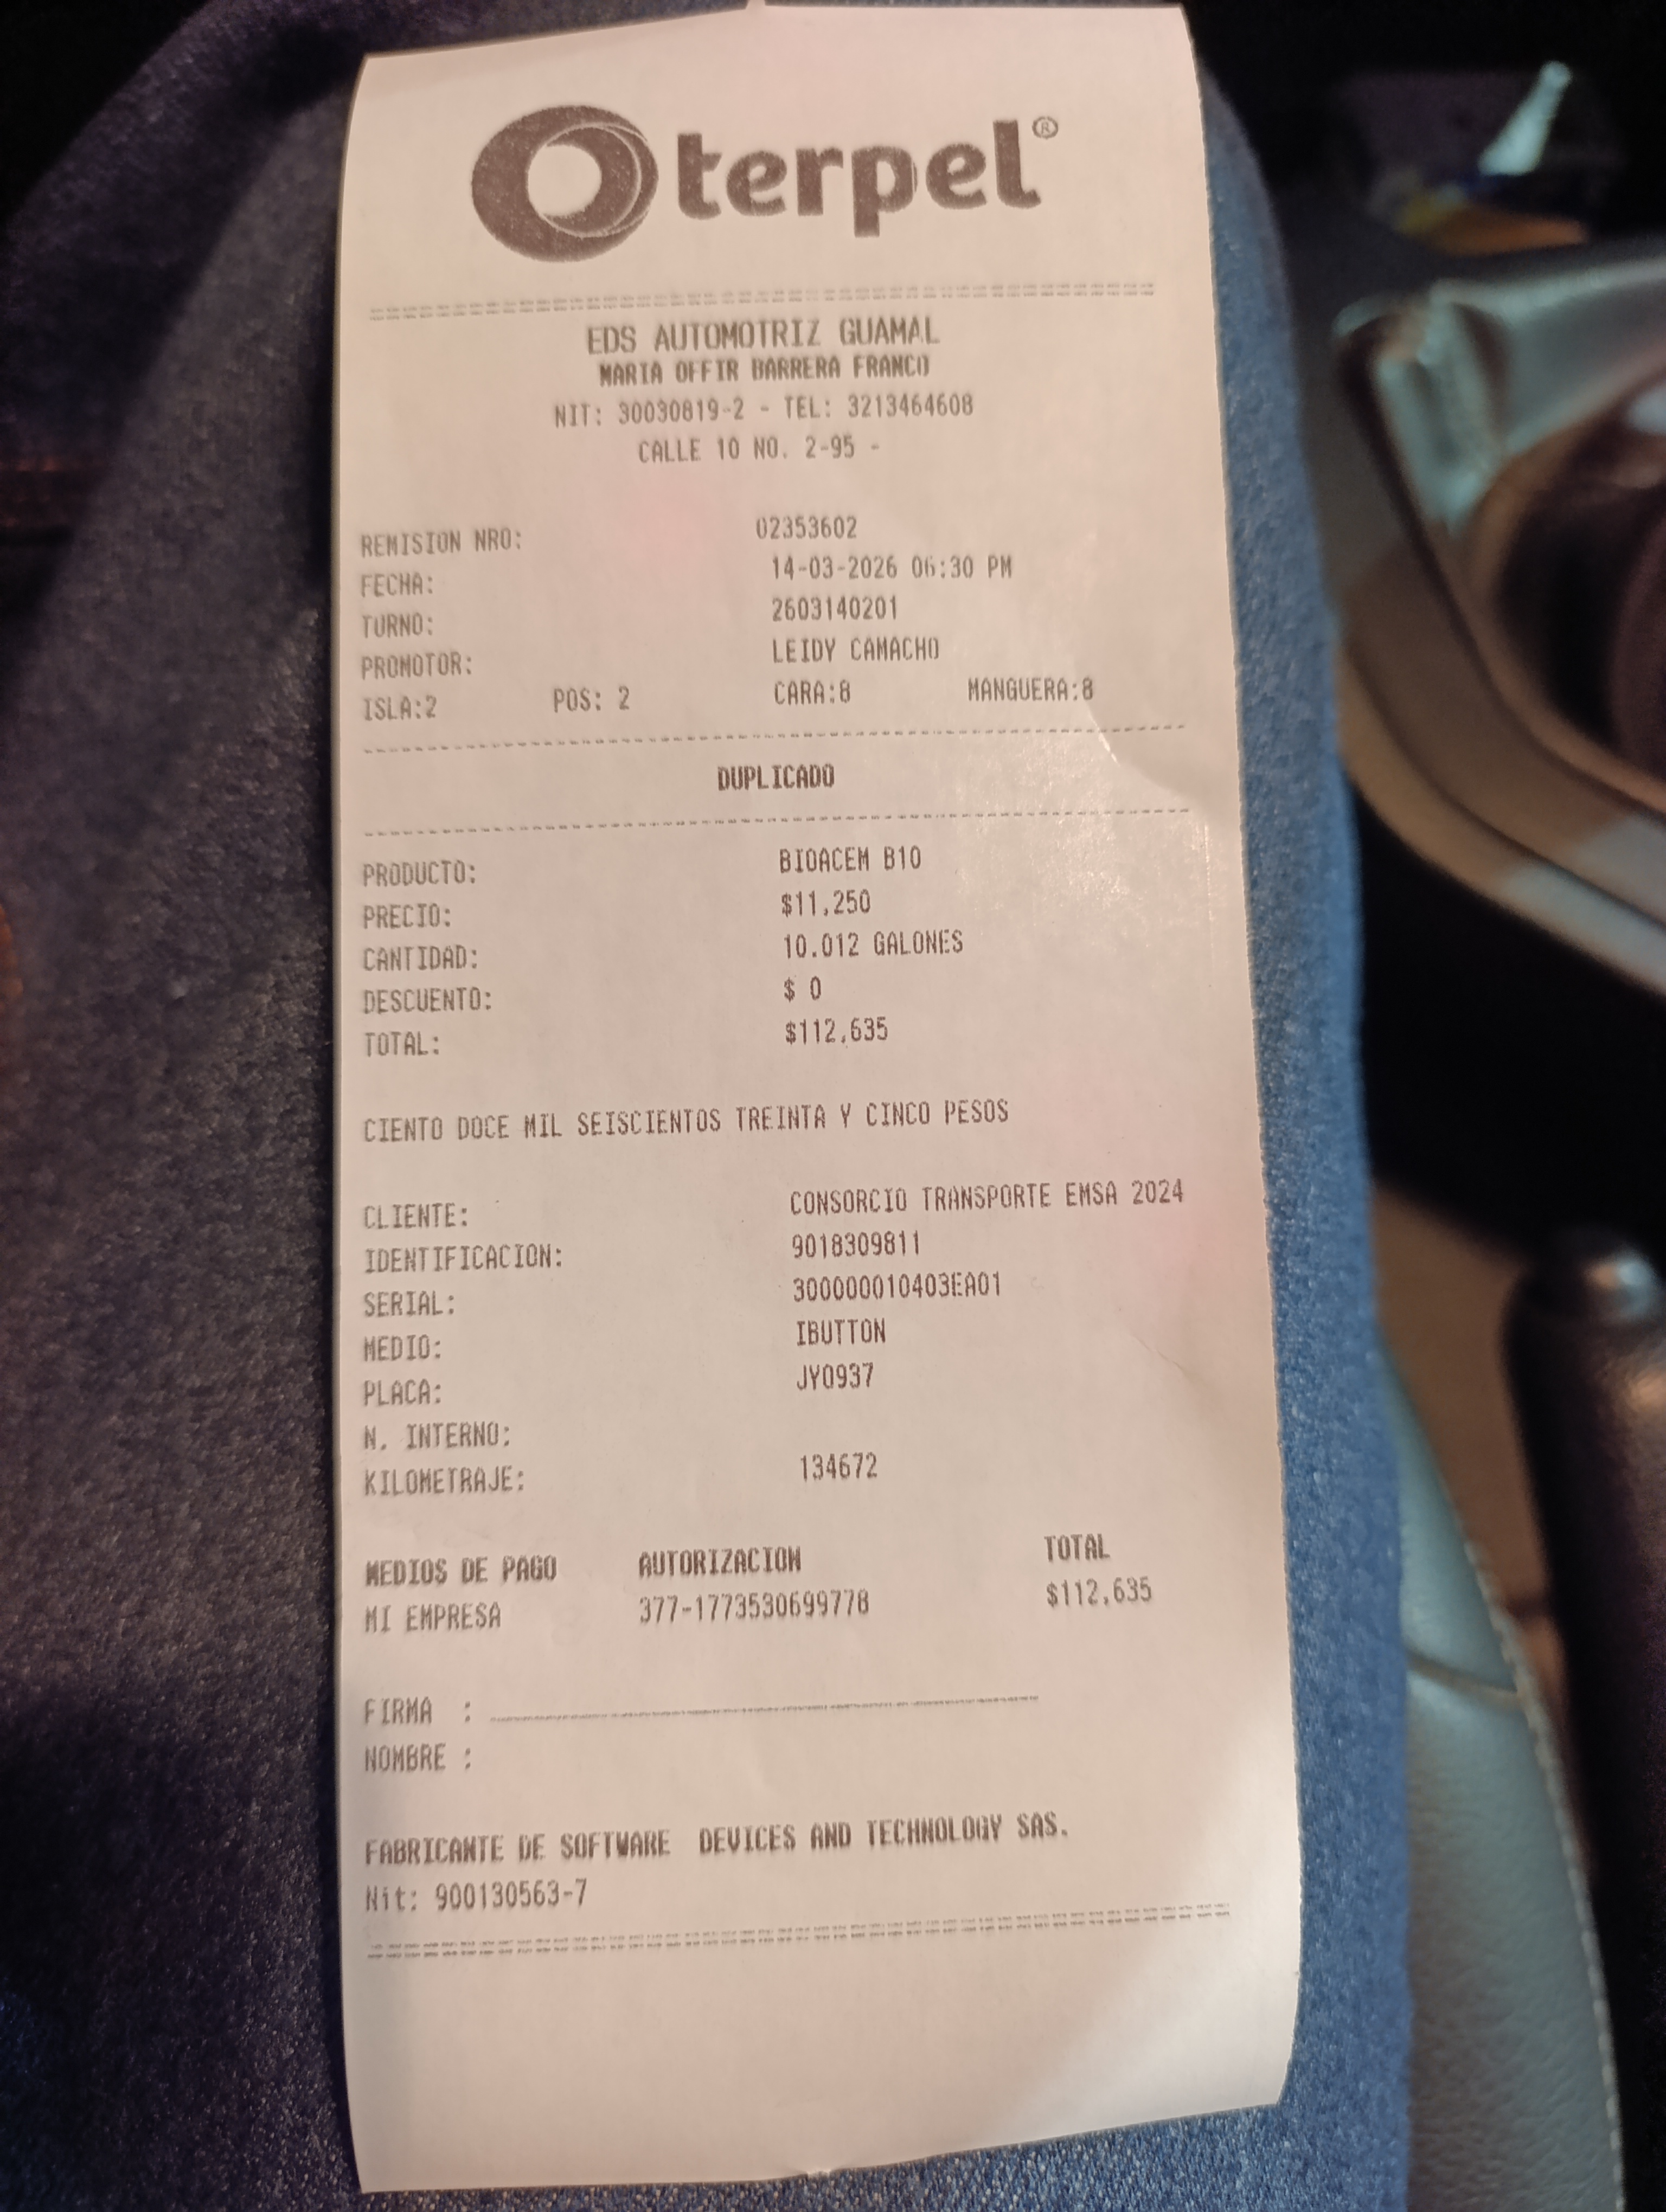 terpel®
EDS AUTOMOTRIZ GUAMAL
MARIA OFFIR BARRERA FRANCO
NIT: 30030819-2 - TEL: 3213464608
CALLE 10 NO. 2-95 -
REMISION NRO: 02353602
FECHA: 14-03-2026 06:30 PM
TURNO: 2603140201
PROMOTOR: LEIDY CAMACHO
ISLA:2 POS: 2 CARA:8 MANGUERA:8
DUPLICADO
PRODUCTO: BIOACEM B10
PRECIO: $11,250
CANTIDAD: 10.012 GALONES
DESCUENTO: $ 0
TOTAL: $112,635
CIENTO DOCE MIL SEISCIENTOS TREINTA Y CINCO PESOS
CLIENTE: CONSORCIO TRANSPORTE EMSA 2024
IDENTIFICACION: 9018309811
SERIAL: 300000010403EA01
MEDIO: IBUTTON
PLACA: JYO937
N. INTERNO:
KILOMETRAJE: 134672
MEDIOS DE PAGO AUTORIZACION TOTAL
MI EMPRESA 377-1773530699778 $112,635
FIRMA :
NOMBRE :
FABRICANTE DE SOFTWARE DEVICES AND TECHNOLOGY SAS.
Nit: 900130563-7